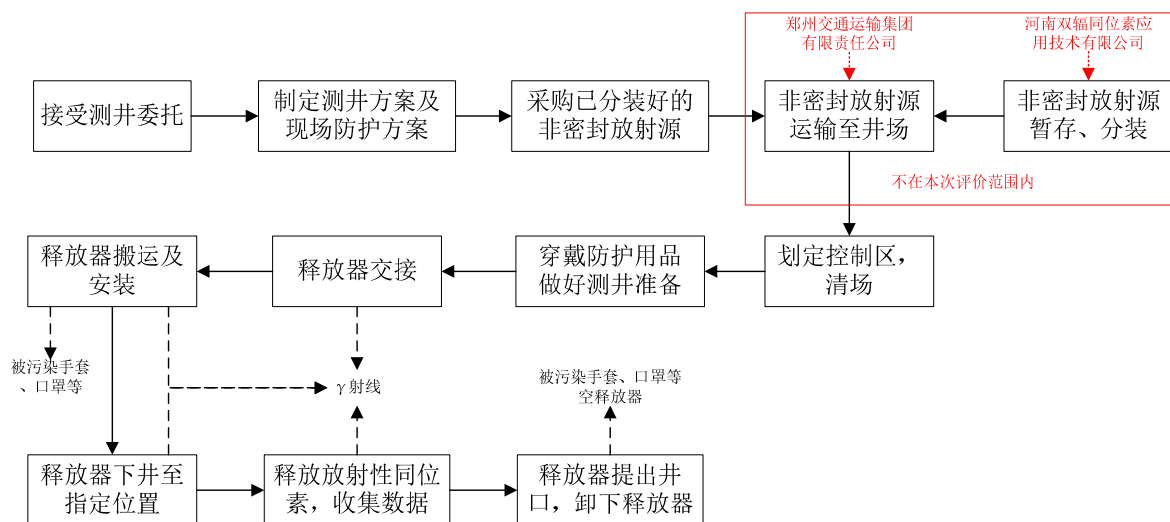 郑州交通运输集团
有限责任公司
河南双辐同位素应
用技术有限公司
接受测井委托
制定测井方案及
现场防护方案
采购已分装好的
非密封放射源
非密封放射源
运输至井场
非密封放射源
暂存、分装
不在本次评价范围内
释放器搬运及
安装
释放器交接
穿戴防护用品
做好测井准备
划定控制区，
清场
被污染手套
、口罩等
γ射线
被污染手套、口罩等
空释放器
释放器下井至
指定位置
释放放射性同位
素，收集数据
释放器提出井
口，卸下释放器